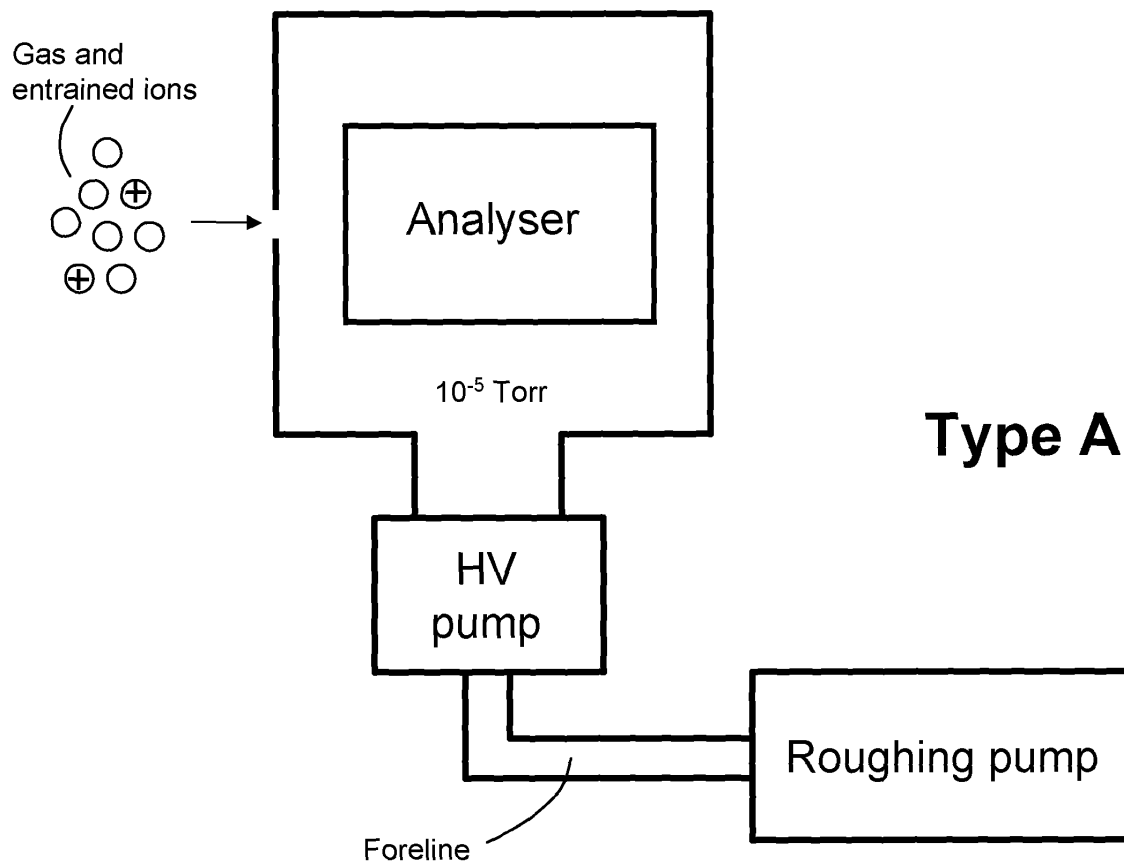 Gas and
entrained ions
Analyser
10⁻⁵ Torr
Type A
HV
pump
Roughing pump
Foreline